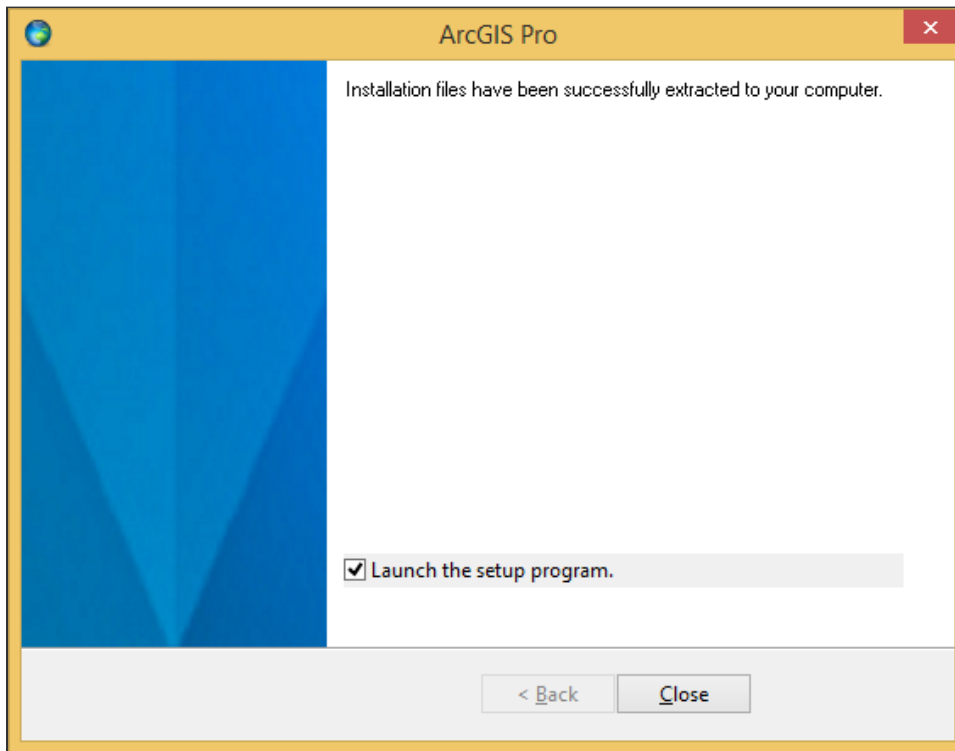 ArcGIS Pro
Installation files have been successfully extracted to your computer.
Launch the setup program.
< Back
Close